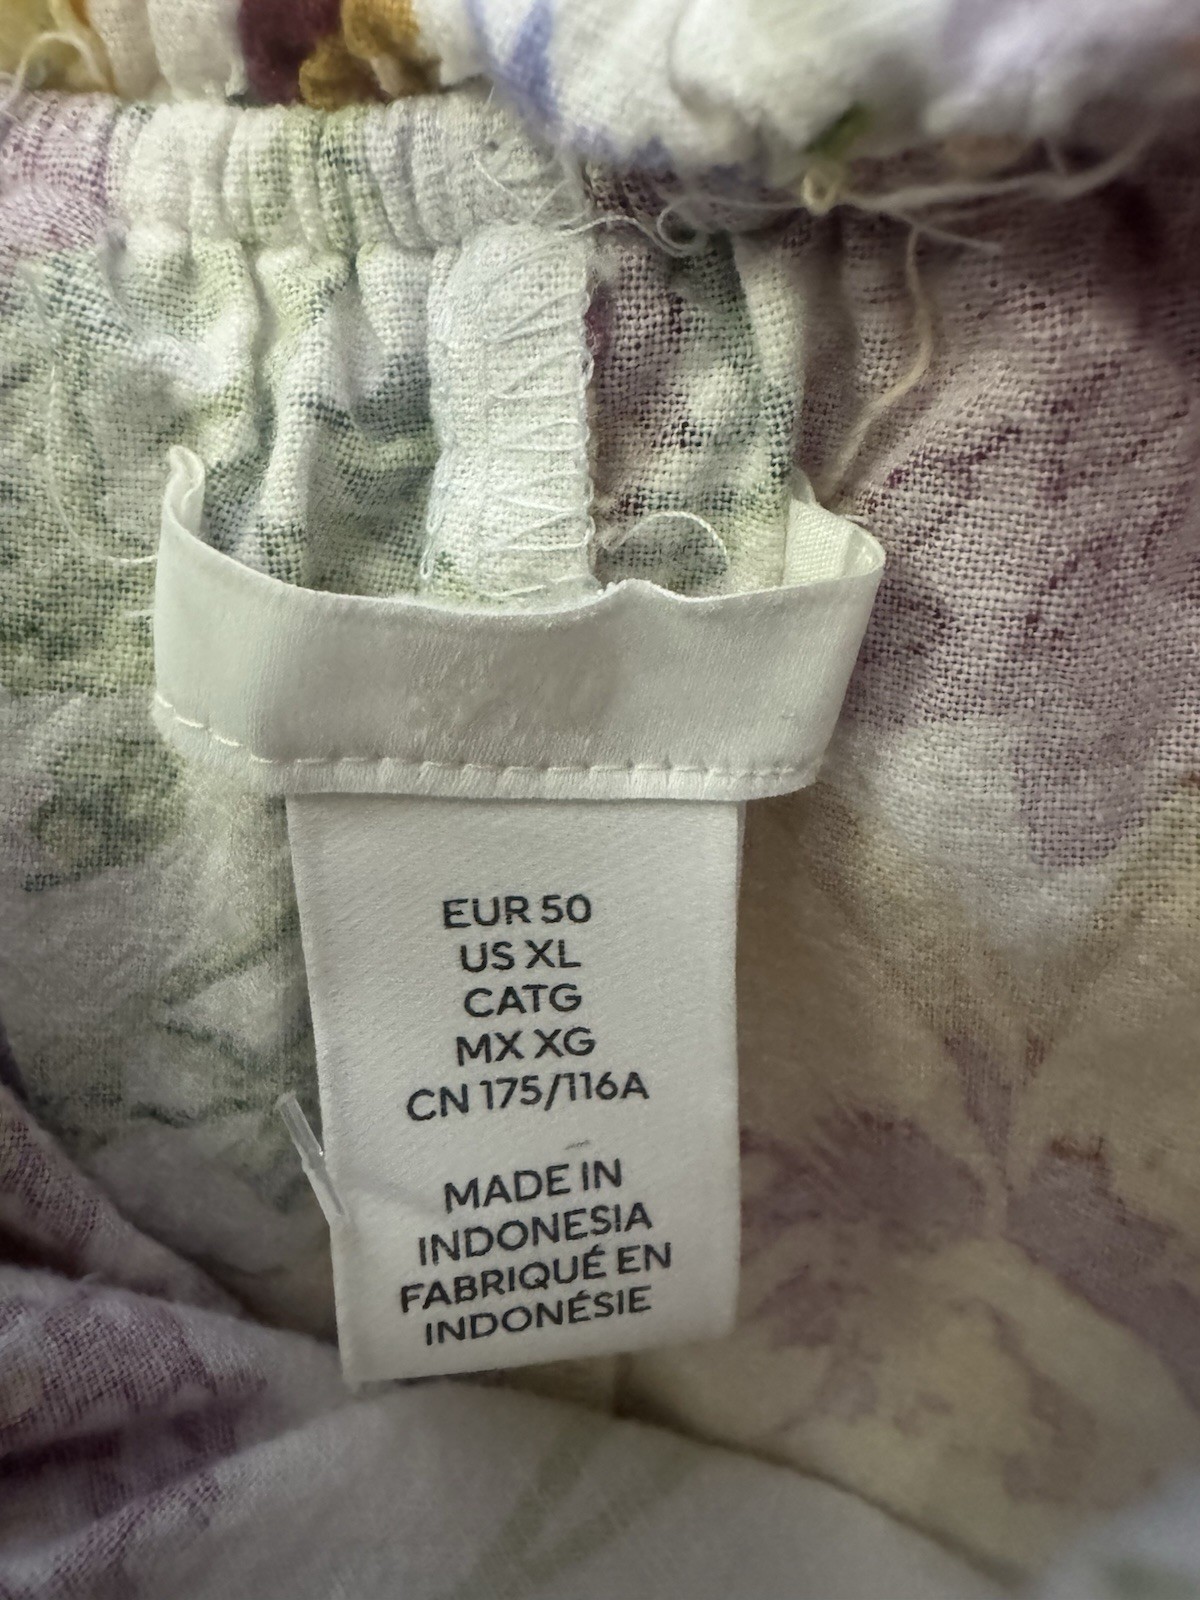 EUR 50
US XL
CATG
MX XG
CN 175/116A
MADE IN
INDONESIA
FABRIQUÉ EN
INDONÉSIE